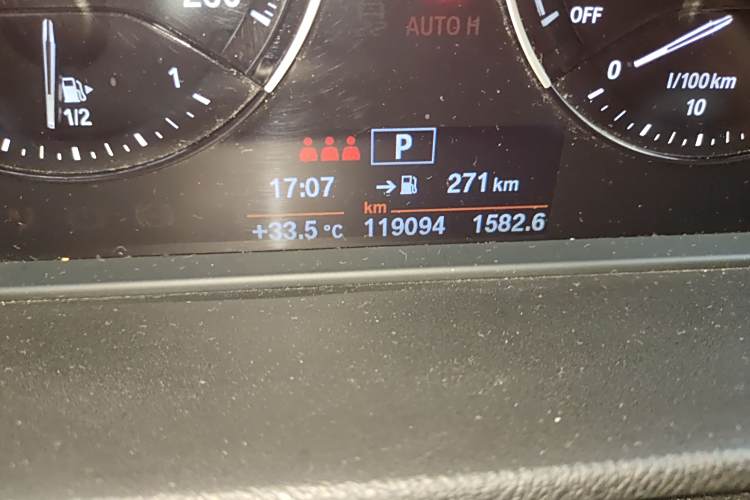 AUTO H
OFF
1
1/2
0
l/100km
10
P
17:07
271 km
km
+33.5 °C
119094
1582.6